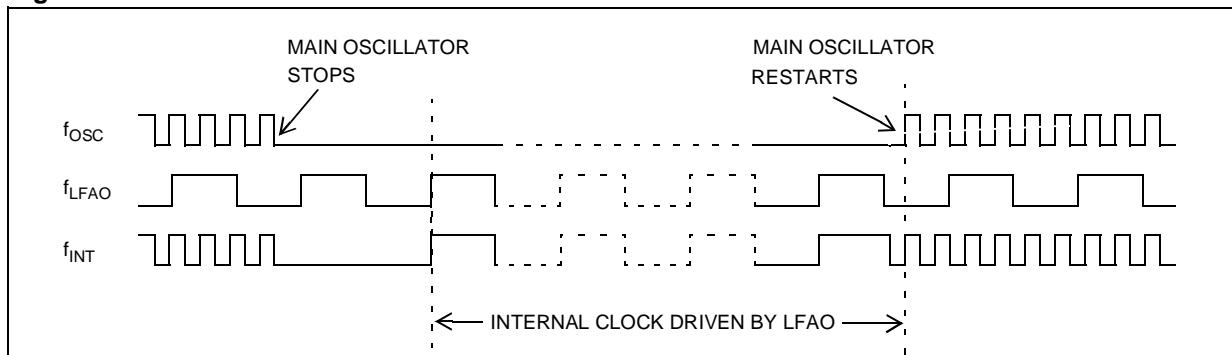 MAIN OSCILLATOR
STOPS
MAIN OSCILLATOR
RESTARTS
fOSC
fLFAO
fINT
INTERNAL CLOCK DRIVEN BY LFAO